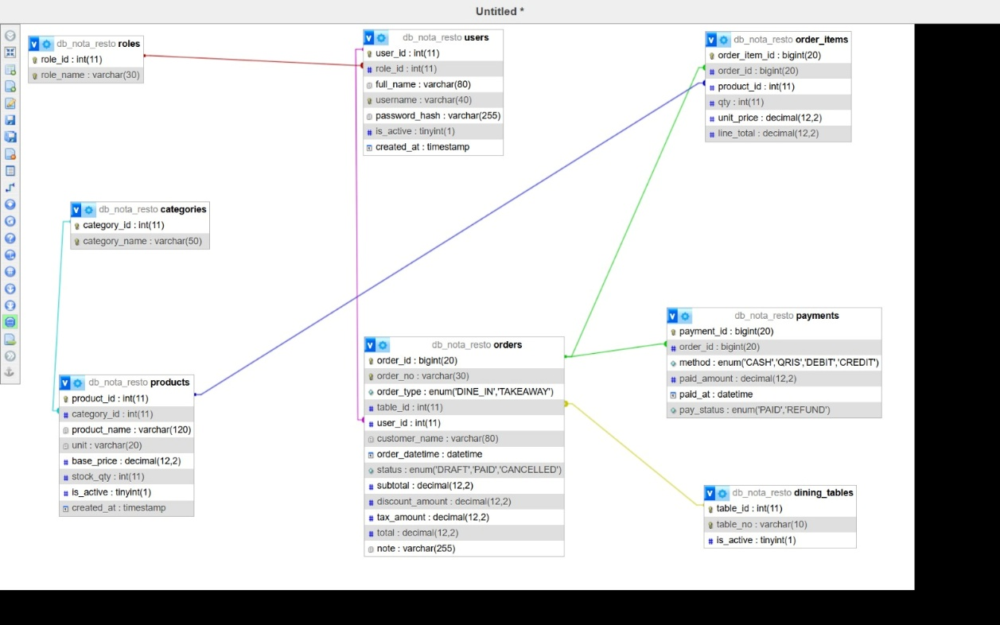 Untitled *
db_nota_resto roles
role_id : int(11)
role_name : varchar(30)
db_nota_resto users
user_id : int(11)
role_id : int(11)
full_name : varchar(80)
username : varchar(40)
password_hash : varchar(255)
is_active : tinyint(1)
created_at : timestamp
db_nota_resto order_items
order_item_id : bigint(20)
order_id : bigint(20)
product_id : int(11)
qty : int(11)
unit_price : decimal(12,2)
line_total : decimal(12,2)
db_nota_resto categories
category_id : int(11)
category_name : varchar(50)
db_nota_resto products
product_id : int(11)
category_id : int(11)
product_name : varchar(120)
unit : varchar(20)
base_price : decimal(12,2)
stock_qty : int(11)
is_active : tinyint(1)
created_at : timestamp
db_nota_resto orders
order_id : bigint(20)
order_no : varchar(30)
order_type : enum('DINE_IN','TAKEAWAY')
table_id : int(11)
user_id : int(11)
customer_name : varchar(80)
order_datetime : datetime
status : enum('DRAFT','PAID','CANCELLED')
subtotal : decimal(12,2)
discount_amount : decimal(12,2)
tax_amount : decimal(12,2)
total : decimal(12,2)
note : varchar(255)
db_nota_resto payments
payment_id : bigint(20)
order_id : bigint(20)
method : enum('CASH','QRIS','DEBIT','CREDIT')
paid_amount : decimal(12,2)
paid_at : datetime
pay_status : enum('PAID','REFUND')
db_nota_resto dining_tables
table_id : int(11)
table_no : varchar(10)
is_active : tinyint(1)